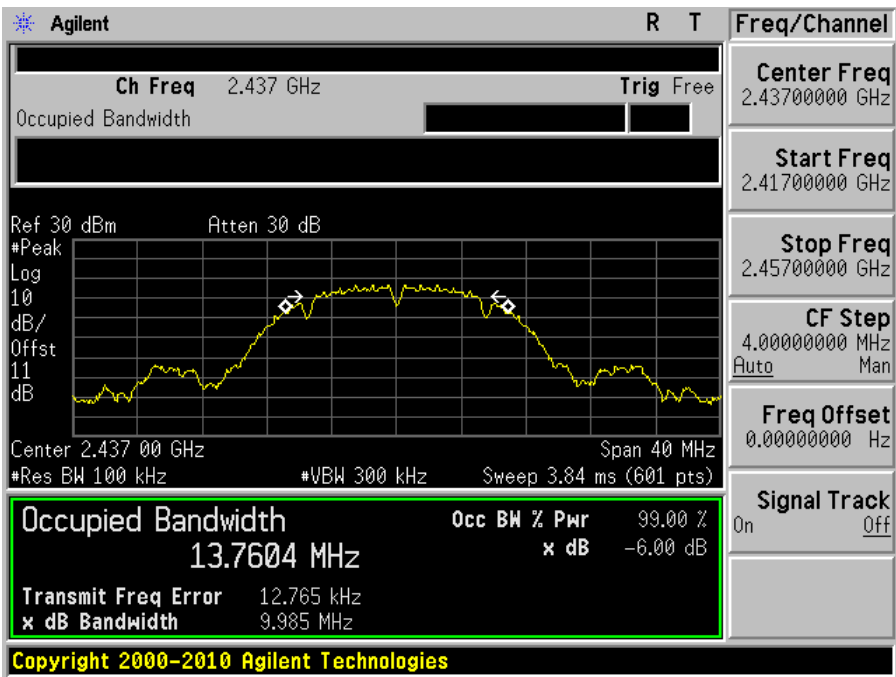 Agilent R T Freq/Channel
Ch Freq 2.437 GHz Trig Free
Occupied Bandwidth
Center Freq
2.43700000 GHz
Start Freq
2.41700000 GHz
Stop Freq
2.45700000 GHz
CF Step
4.00000000 MHz
Auto Man
Freq Offset
0.00000000 Hz
Signal Track
On Off
Ref 30 dBm Atten 30 dB
#Peak
Log
10
dB/
Offst
11
dB
Center 2.437 00 GHz Span 40 MHz
#Res BW 100 kHz #VBW 300 kHz Sweep 3.84 ms (601 pts)
Occupied Bandwidth Occ BW % Pwr 99.00 %
13.7604 MHz x dB -6.00 dB
Transmit Freq Error 12.765 kHz
x dB Bandwidth 9.985 MHz
Copyright 2000-2010 Agilent Technologies